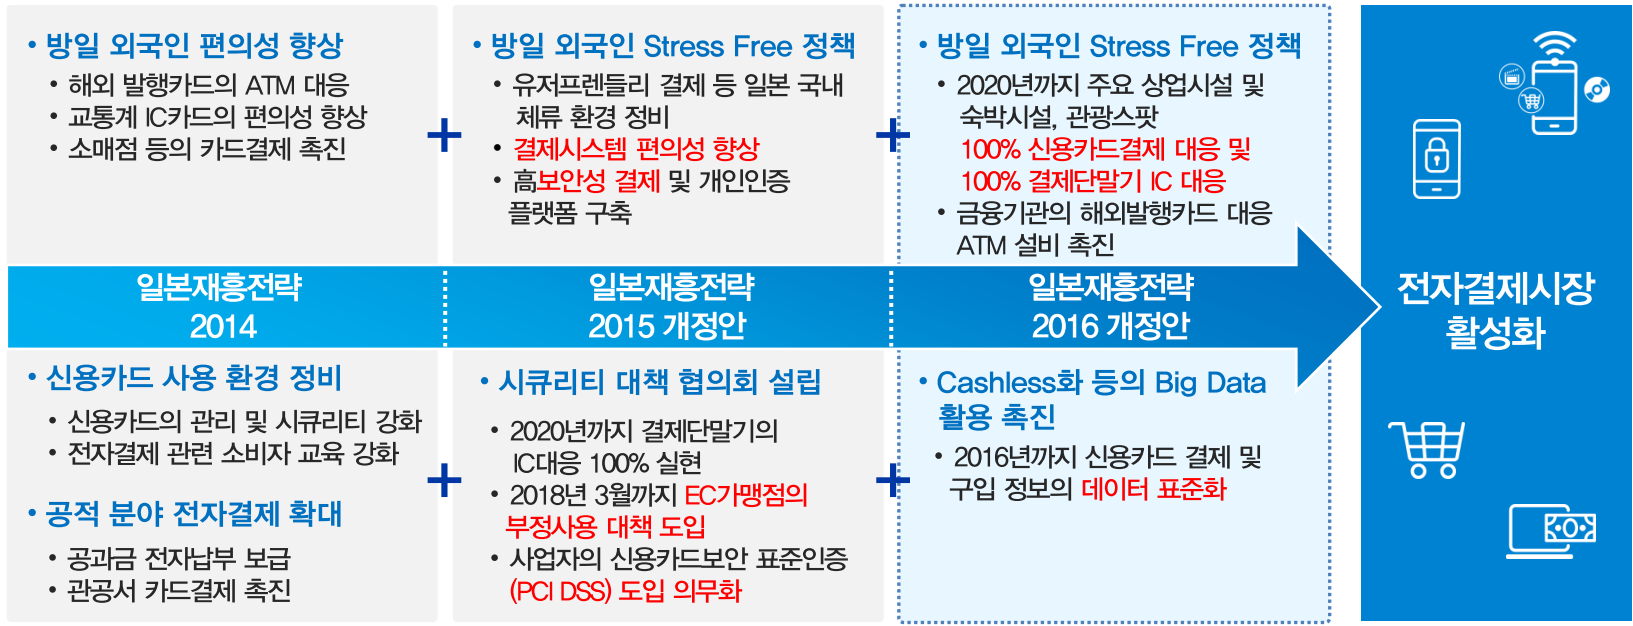 • 방일 외국인 편의성 향상
• 해외 발행카드의 ATM 대응
• 교통계 IC카드의 편의성 향상
• 소매점 등의 카드결제 촉진
+
• 방일 외국인 Stress Free 정책
• 유저프렌들리 결제 등 일본 국내
체류 환경 정비
• 결제시스템 편의성 향상
• 高보안성 결제 및 개인인증
플랫폼 구축
+
• 방일 외국인 Stress Free 정책
• 2020년까지 주요 상업시설 및
숙박시설, 관광스팟
100% 신용카드결제 대응 및
100% 결제단말기 IC 대응
• 금융기관의 해외발행카드 대응
ATM 설비 촉진
일본재흥전략
2014
일본재흥전략
2015 개정안
일본재흥전략
2016 개정안
전자결제시장
활성화
• 신용카드 사용 환경 정비
• 신용카드의 관리 및 시큐리티 강화
• 전자결제 관련 소비자 교육 강화
• 공적 분야 전자결제 확대
• 공과금 전자납부 보급
• 관공서 카드결제 촉진
+
• 시큐리티 대책 협의회 설립
• 2020년까지 결제단말기의
IC대응 100% 실현
• 2018년 3월까지 EC가맹점의
부정사용 대책 도입
• 사업자의 신용카드보안 표준인증
(PCI DSS) 도입 의무화
+
• Cashless화 등의 Big Data
활용 촉진
• 2016년까지 신용카드 결제 및
구입 정보의 데이터 표준화